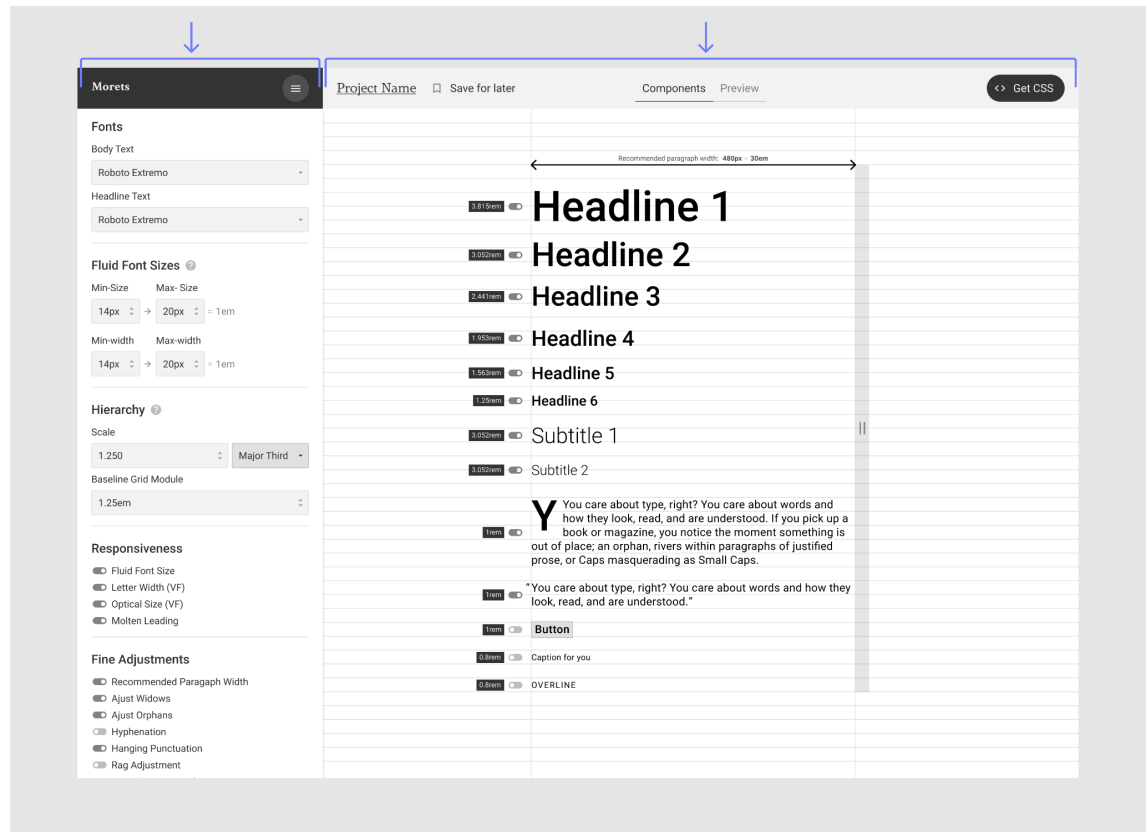 Morets
Project Name
Save for later
Components
Preview
<> Get CSS
Fonts
Body Text
Roboto Extremo
Headline Text
Roboto Extremo
Fluid Font Sizes ?
Min-Size Max- Size
14px → 20px = 1em
Min-width Max-width
14px → 20px = 1em
Hierarchy ?
Scale
1.250 Major Third
Baseline Grid Module
1.25em
Responsiveness
Fluid Font Size
Letter Width (VF)
Optical Size (VF)
Molten Leading
Fine Adjustments
Recommended Paragaph Width
Ajust Widows
Ajust Orphans
Hyphenation
Hanging Punctuation
Rag Adjustment
Recommended paragraph width: 480px - 30em
3.815rem Headline 1
3.052rem Headline 2
2.441rem Headline 3
1.953rem Headline 4
1.563rem Headline 5
1.25rem Headline 6
3.052rem Subtitle 1
3.052rem Subtitle 2
Y You care about type, right? You care about words and
how they look, read, and are understood. If you pick up a
1rem book or magazine, you notice the moment something is
out of place; an orphan, rivers within paragraphs of justified
prose, or Caps masquerading as Small Caps.
1rem “You care about type, right? You care about words and how they
look, read, and are understood.”
1rem Button
0.8rem Caption for you
0.8rem OVERLINE